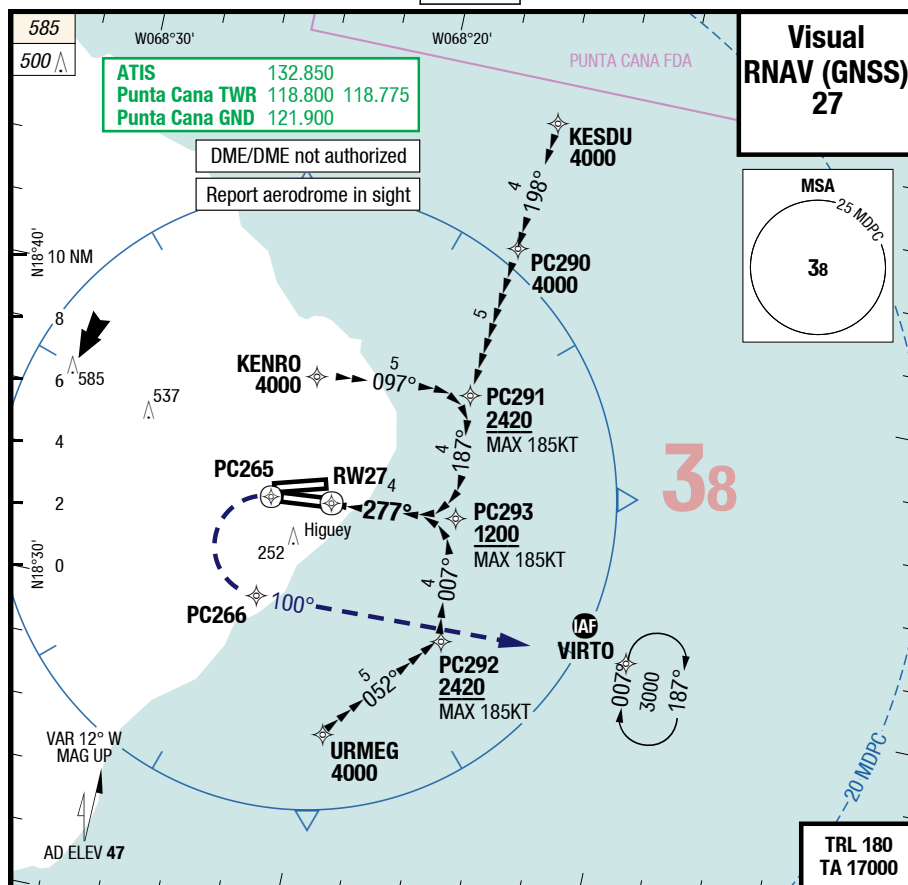 585
500
W068°30'
W068°20'
PUNTA CANA FDA
Visual
RNAV (GNSS)
27
ATIS 132.850
Punta Cana TWR 118.800 118.775
Punta Cana GND 121.900
DME/DME not authorized
Report aerodrome in sight
KESDU
4000
4
198°
MSA
25 MDPC
38
N18°40'
10 NM
PC290
4000
8
5
585
6
KENRO
4000
5
097°
PC291
2420
MAX 185KT
537
4
4
187°
38
PC265
RW27
4
277°
2
PC293
1200
MAX 185KT
Higuey
252
N18°30'
0
4
007°
PC266
100°
IAF
VIRTO
PC292
2420
MAX 185KT
007°
3000
187°
5
052°
URMEG
4000
VAR 12° W
MAG UP
20 MDPC
AD ELEV 47
TRL 180
TA 17000